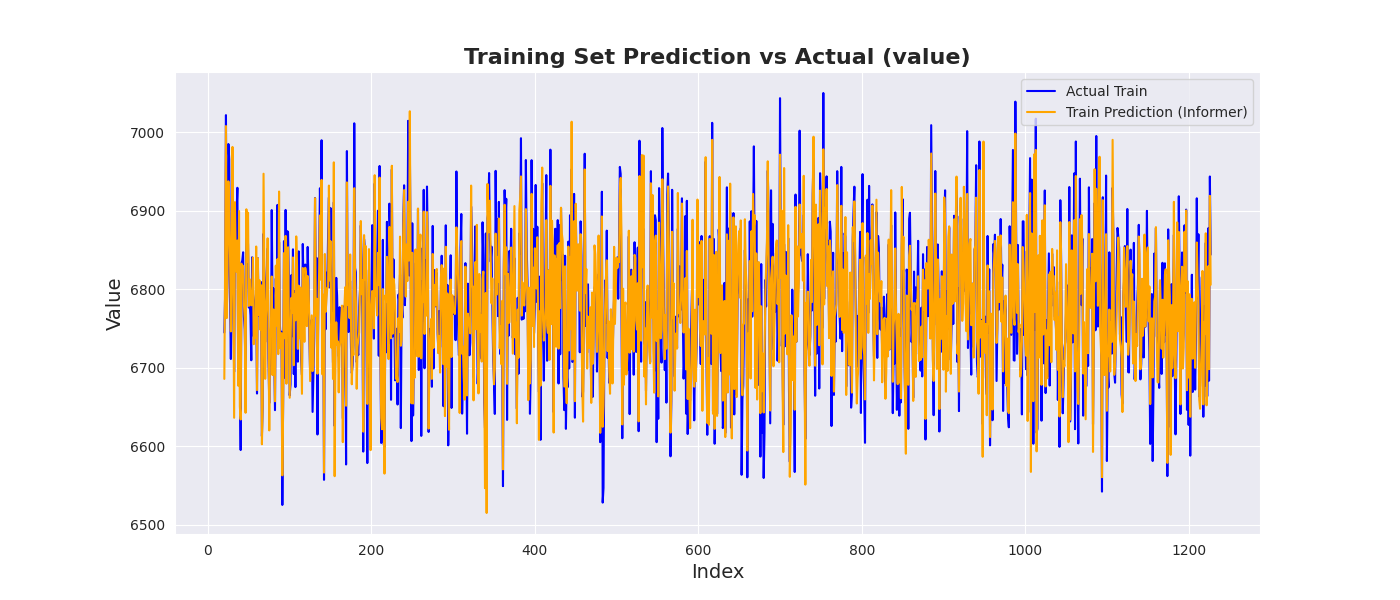 Training Set Prediction vs Actual (value)
Actual Train
Train Prediction (Informer)
7000
6900
6800
6700
6600
6500
Value
0 200 400 600 800 1000 1200
Index